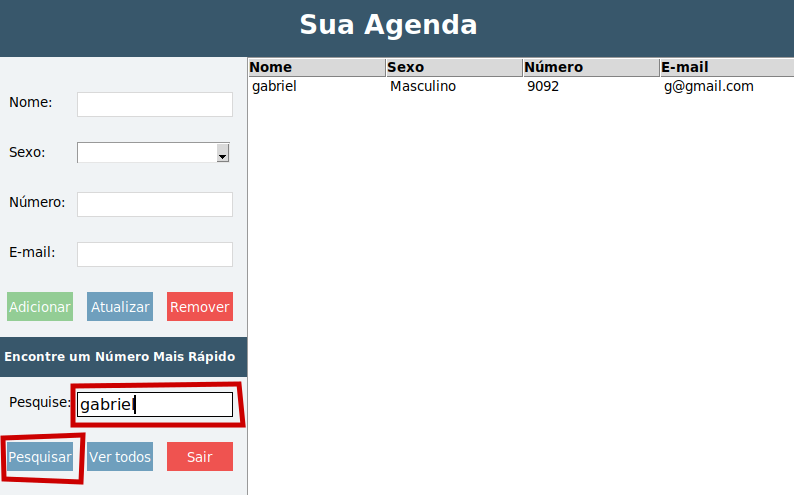 Sua Agenda
Nome Sexo Número E-mail
gabriel Masculino 9092 g@gmail.com
Nome:
Sexo:
Número:
E-mail:
Adicionar Atualizar Remover
Encontre um Número Mais Rápido
Pesquise: gabriel
Pesquisar Ver todos Sair